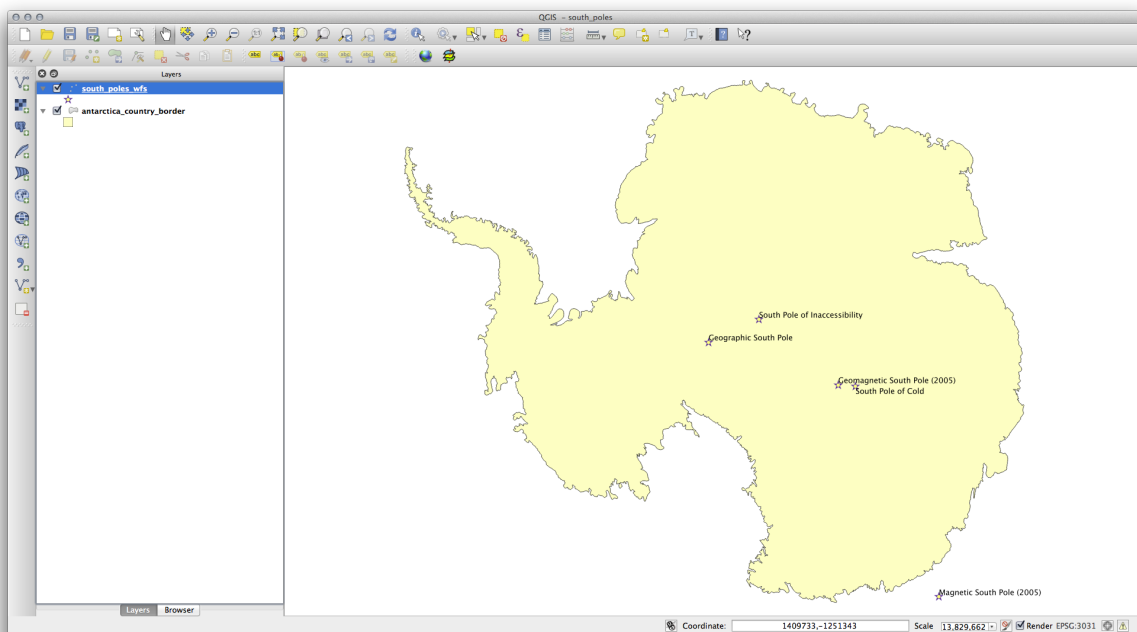 QGIS - south_poles
Layers
south_poles_wfs
antarctica_country_border
South Pole of Inaccessibility
Geographic South Pole
Geomagnetic South Pole (2005)
South Pole of Cold
Magnetic South Pole (2005)
Layers Browser
Coordinate: 1409733,-1251343 Scale 13,829,662 Render EPSG:3031